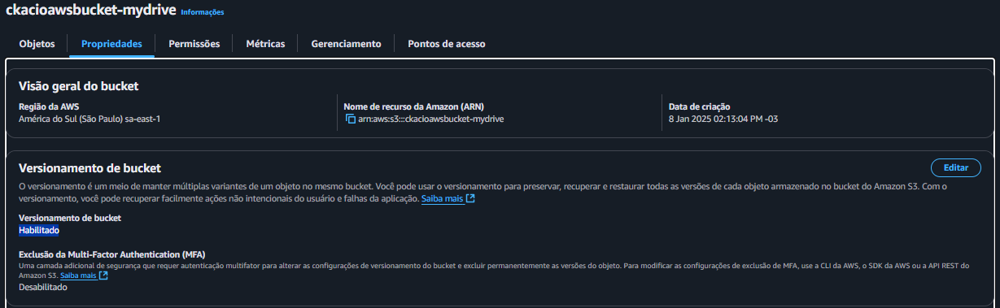 ckacioawsbucket-mydrive Informações
Objetos Propriedades Permissões Métricas Gerenciamento Pontos de acesso
Visão geral do bucket
Região da AWS
América do Sul (São Paulo) sa-east-1
Nome de recurso da Amazon (ARN)
arn:aws:s3:::ckacioawsbucket-mydrive
Data de criação
8 Jan 2025 02:13:04 PM -03
Versionamento de bucket
Editar
O versionamento é um meio de manter múltiplas variantes de um objeto no mesmo bucket. Você pode usar o versionamento para preservar, recuperar e restaurar todas as versões de cada objeto armazenado no bucket do Amazon S3. Com o
versionamento, você pode recuperar facilmente ações não intencionais do usuário e falhas da aplicação. Saiba mais
Versionamento de bucket
Habilitado
Exclusão da Multi-Factor Authentication (MFA)
Uma camada adicional de segurança que requer autenticação multifator para alterar as configurações de versionamento do bucket e excluir permanentemente as versões do objeto. Para modificar as configurações de exclusão de MFA, use a CLI da AWS, o SDK da AWS ou a API REST do
Amazon S3. Saiba mais
Desabilitado